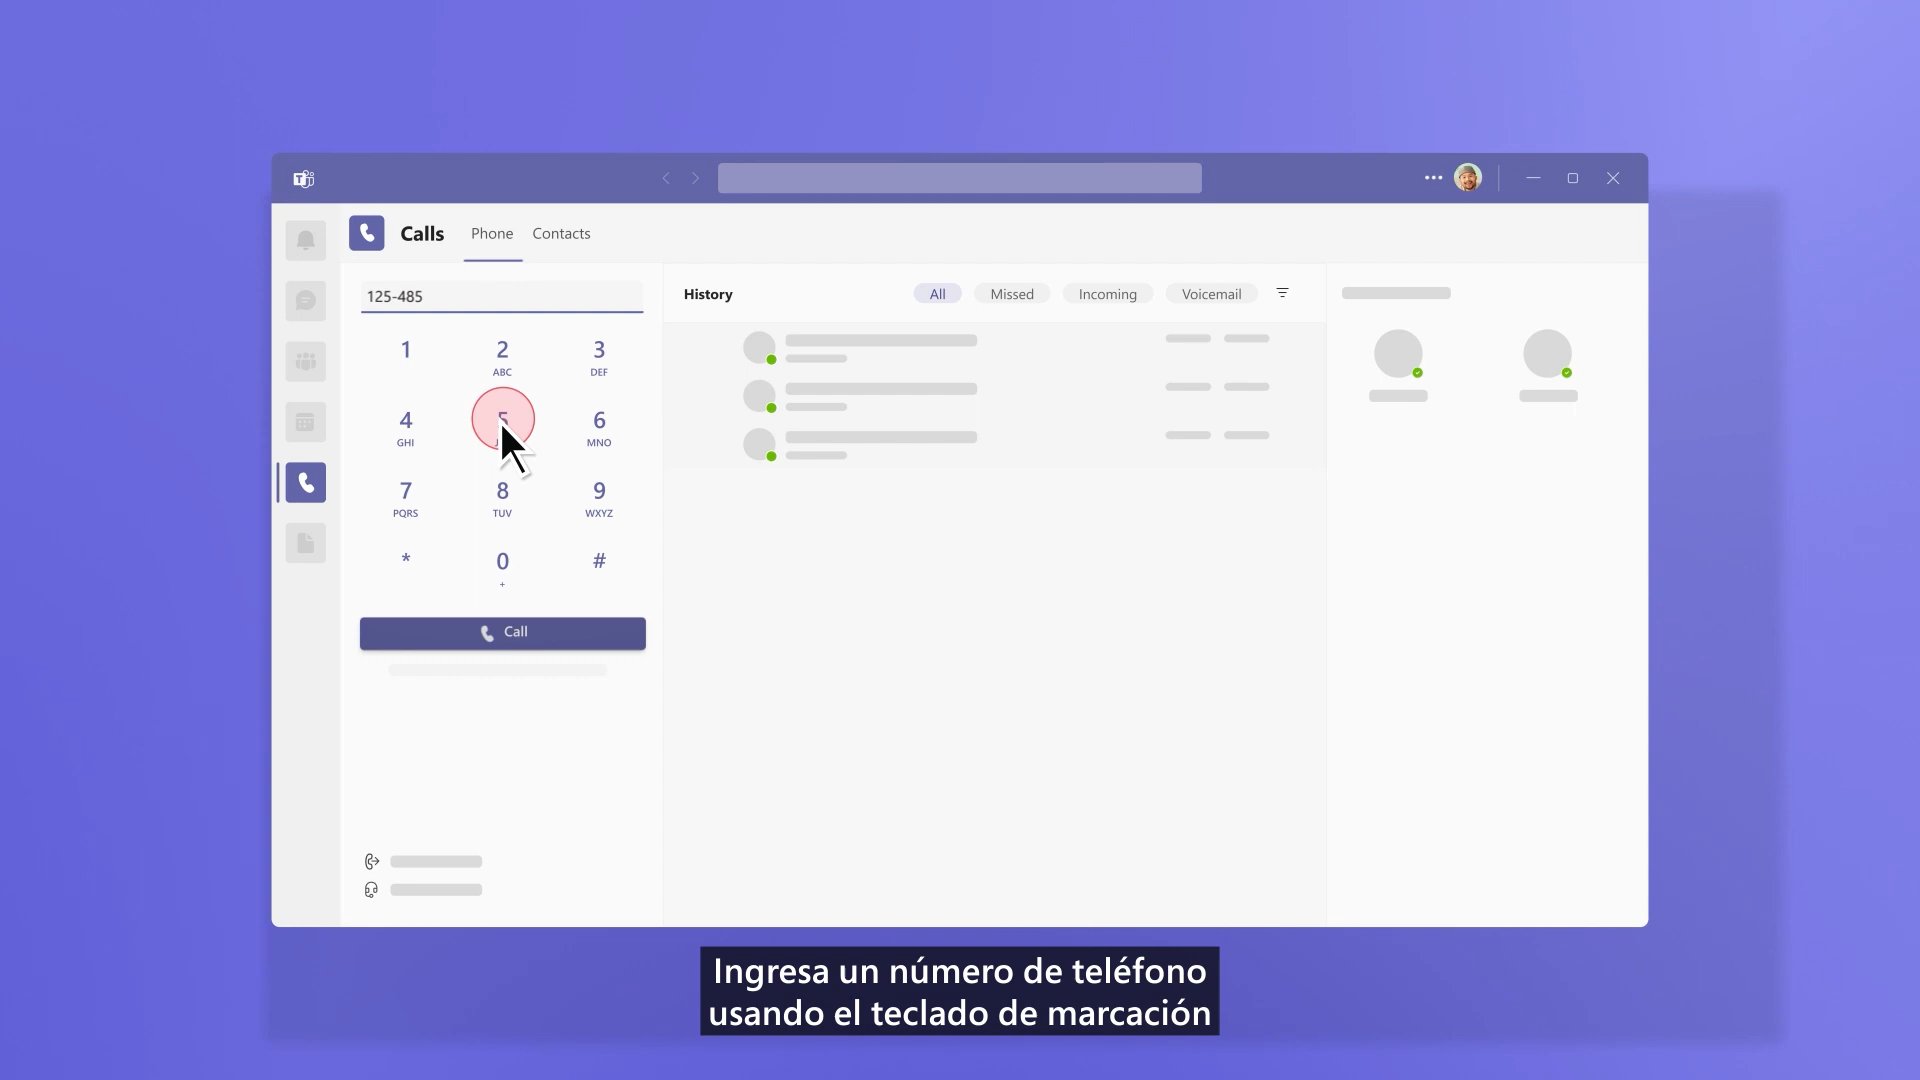 Calls
Phone
Contacts
125-485
History
All
Missed
Incoming
Voicemail
1
2
3
ABC
DEF
4
5
6
GHI
MNO
7
8
9
PQRS
TUV
WXYZ
*
0
#
+
Call
Ingresa un número de teléfono
usando el teclado de marcación